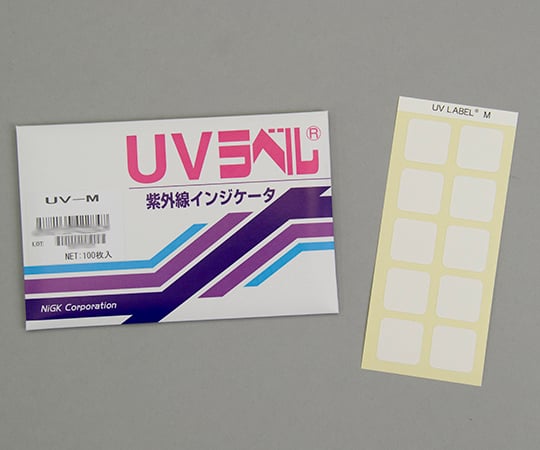 UVラベル®
紫外線インジケータ
UV-M
LOT:
NET:100枚入
NiGK Corporation
UV LABEL® M